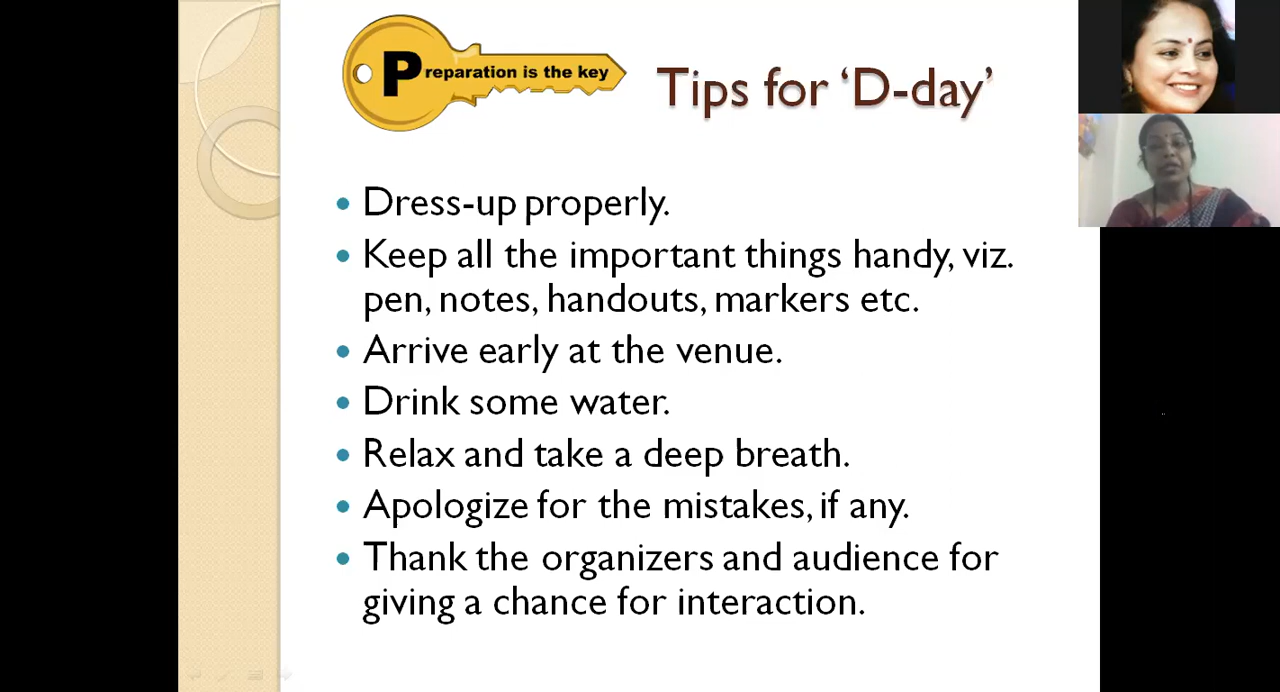 Preparation is the key
Tips for ‘D-day’
• Dress-up properly.
• Keep all the important things handy, viz.
pen, notes, handouts, markers etc.
• Arrive early at the venue.
• Drink some water.
• Relax and take a deep breath.
• Apologize for the mistakes, if any.
• Thank the organizers and audience for
giving a chance for interaction.